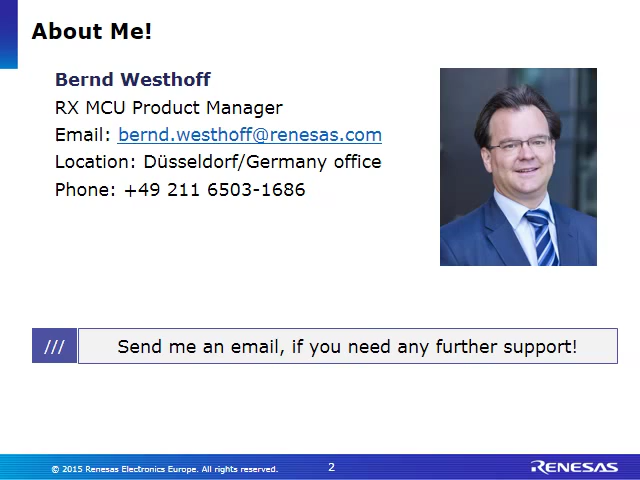 About Me!
Bernd Westhoff
RX MCU Product Manager
Email: bernd.westhoff@renesas.com
Location: Düsseldorf/Germany office
Phone: +49 211 6503-1686
/// Send me an email, if you need any further support!
© 2015 Renesas Electronics Europe. All rights reserved. 2 RENESAS